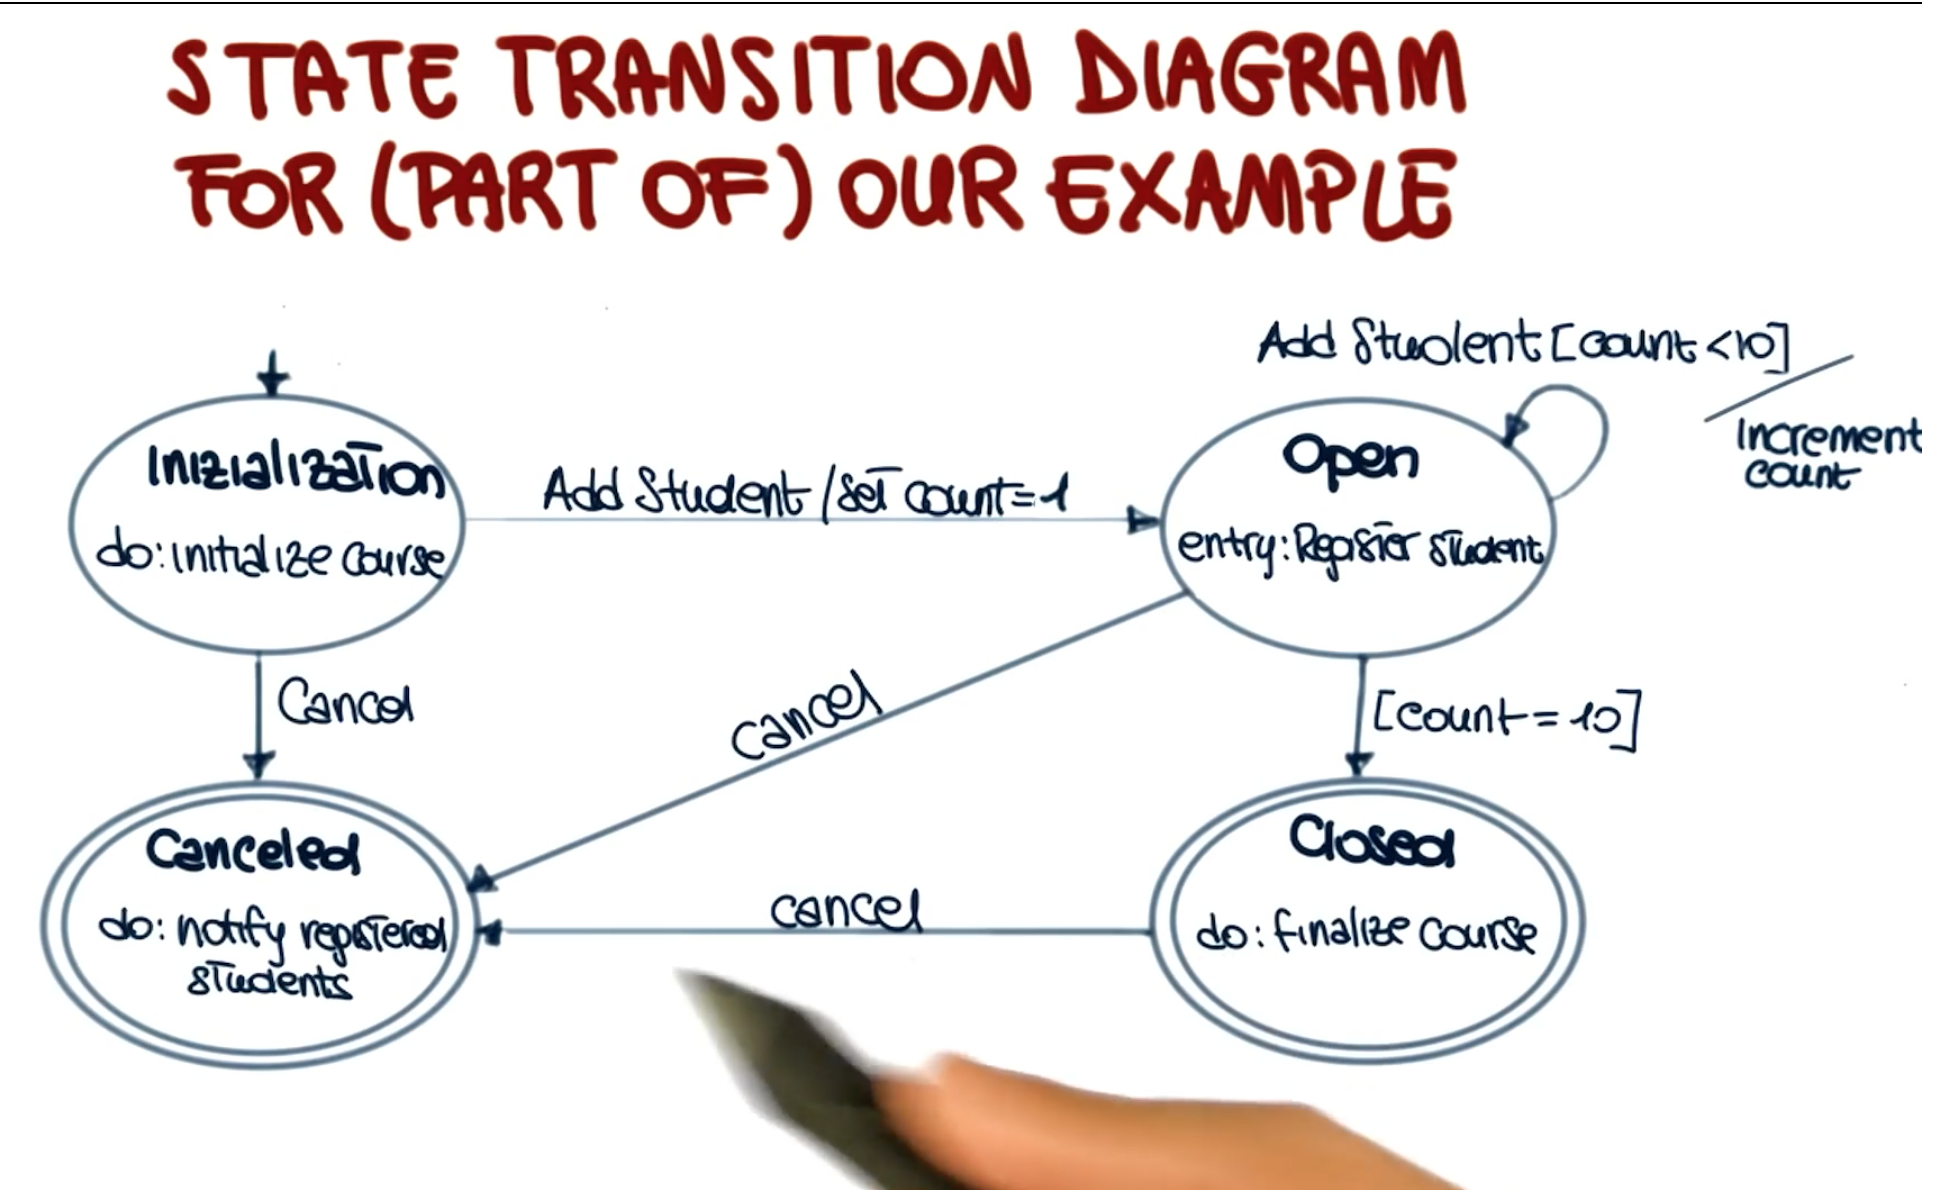 STATE TRANSITION DIAGRAM
FOR (PART OF) OUR EXAMPLE
Add Student [count <10]
/
Increment
count
Inizialization
do: initialize course
Add Student / set count=1
Open
entry: Register student
Cancel
cancel
[count = 10]
Canceled
do: notify registered
students
cancel
Closed
do: finalize course